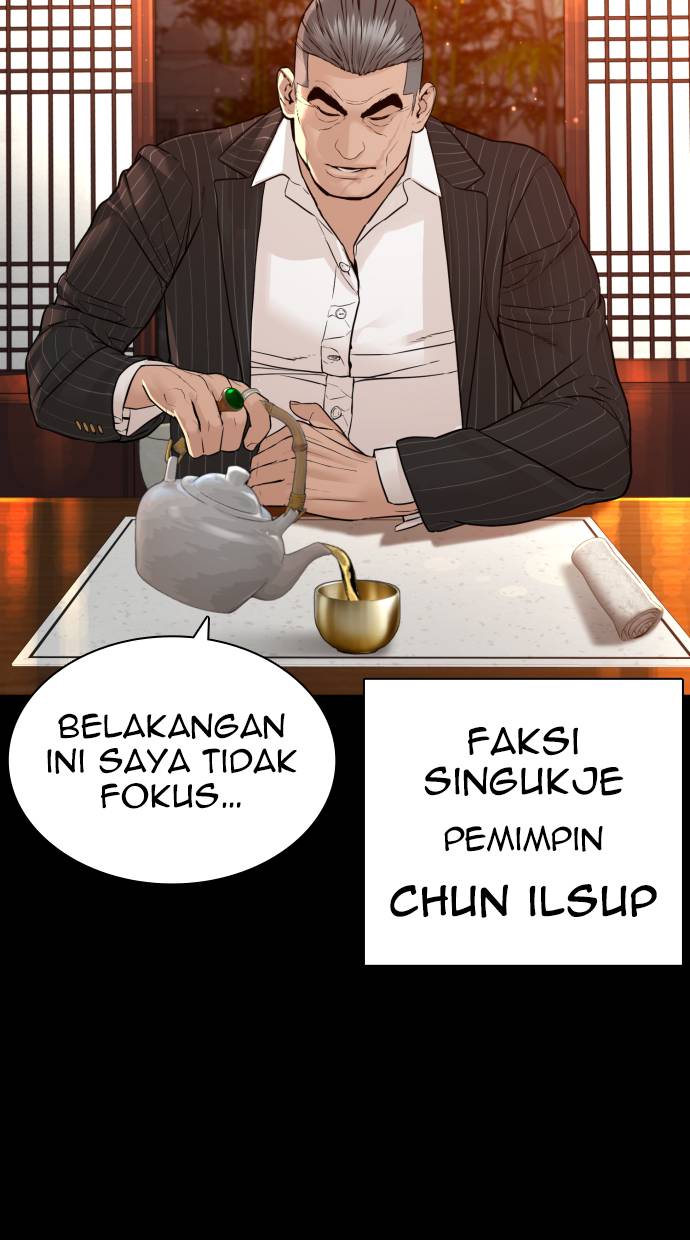 BELAKANGAN
INI SAYA TIDAK
FOKUS...
FAKSI
SINGUKJE
PEMIMPIN
CHUN ILSUP